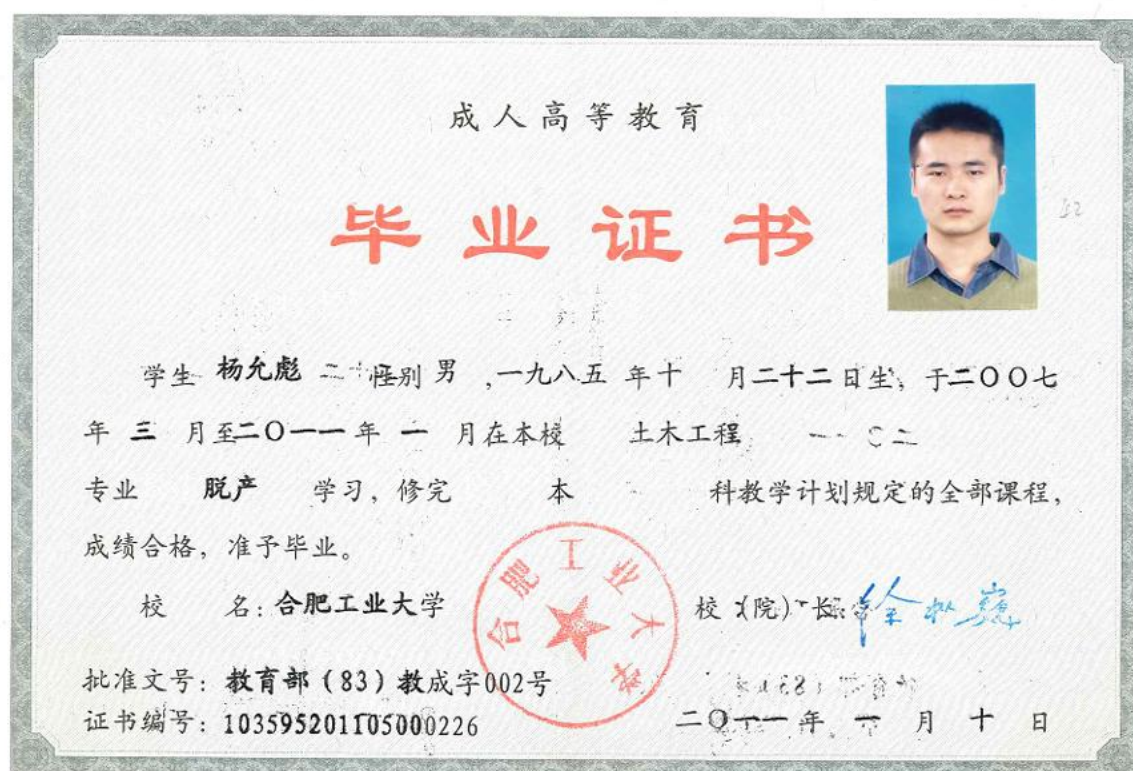 成人高等教育
毕业证书
学生 杨允彪 性别 男 ,一九八五 年十 月二十二日生, 于二〇〇七
年 三 月至二〇一一年 一 月在本校 土木工程
专业 脱产 学习, 修完 本 科教学计划规定的全部课程,
成绩合格, 准予毕业。
校 名: 合肥工业大学
合肥工业大学
校 (院) 长
批准文号: 教育部(83)教成字002号
证书编号: 103595201105000226
二〇一一 年 一 月 十 日